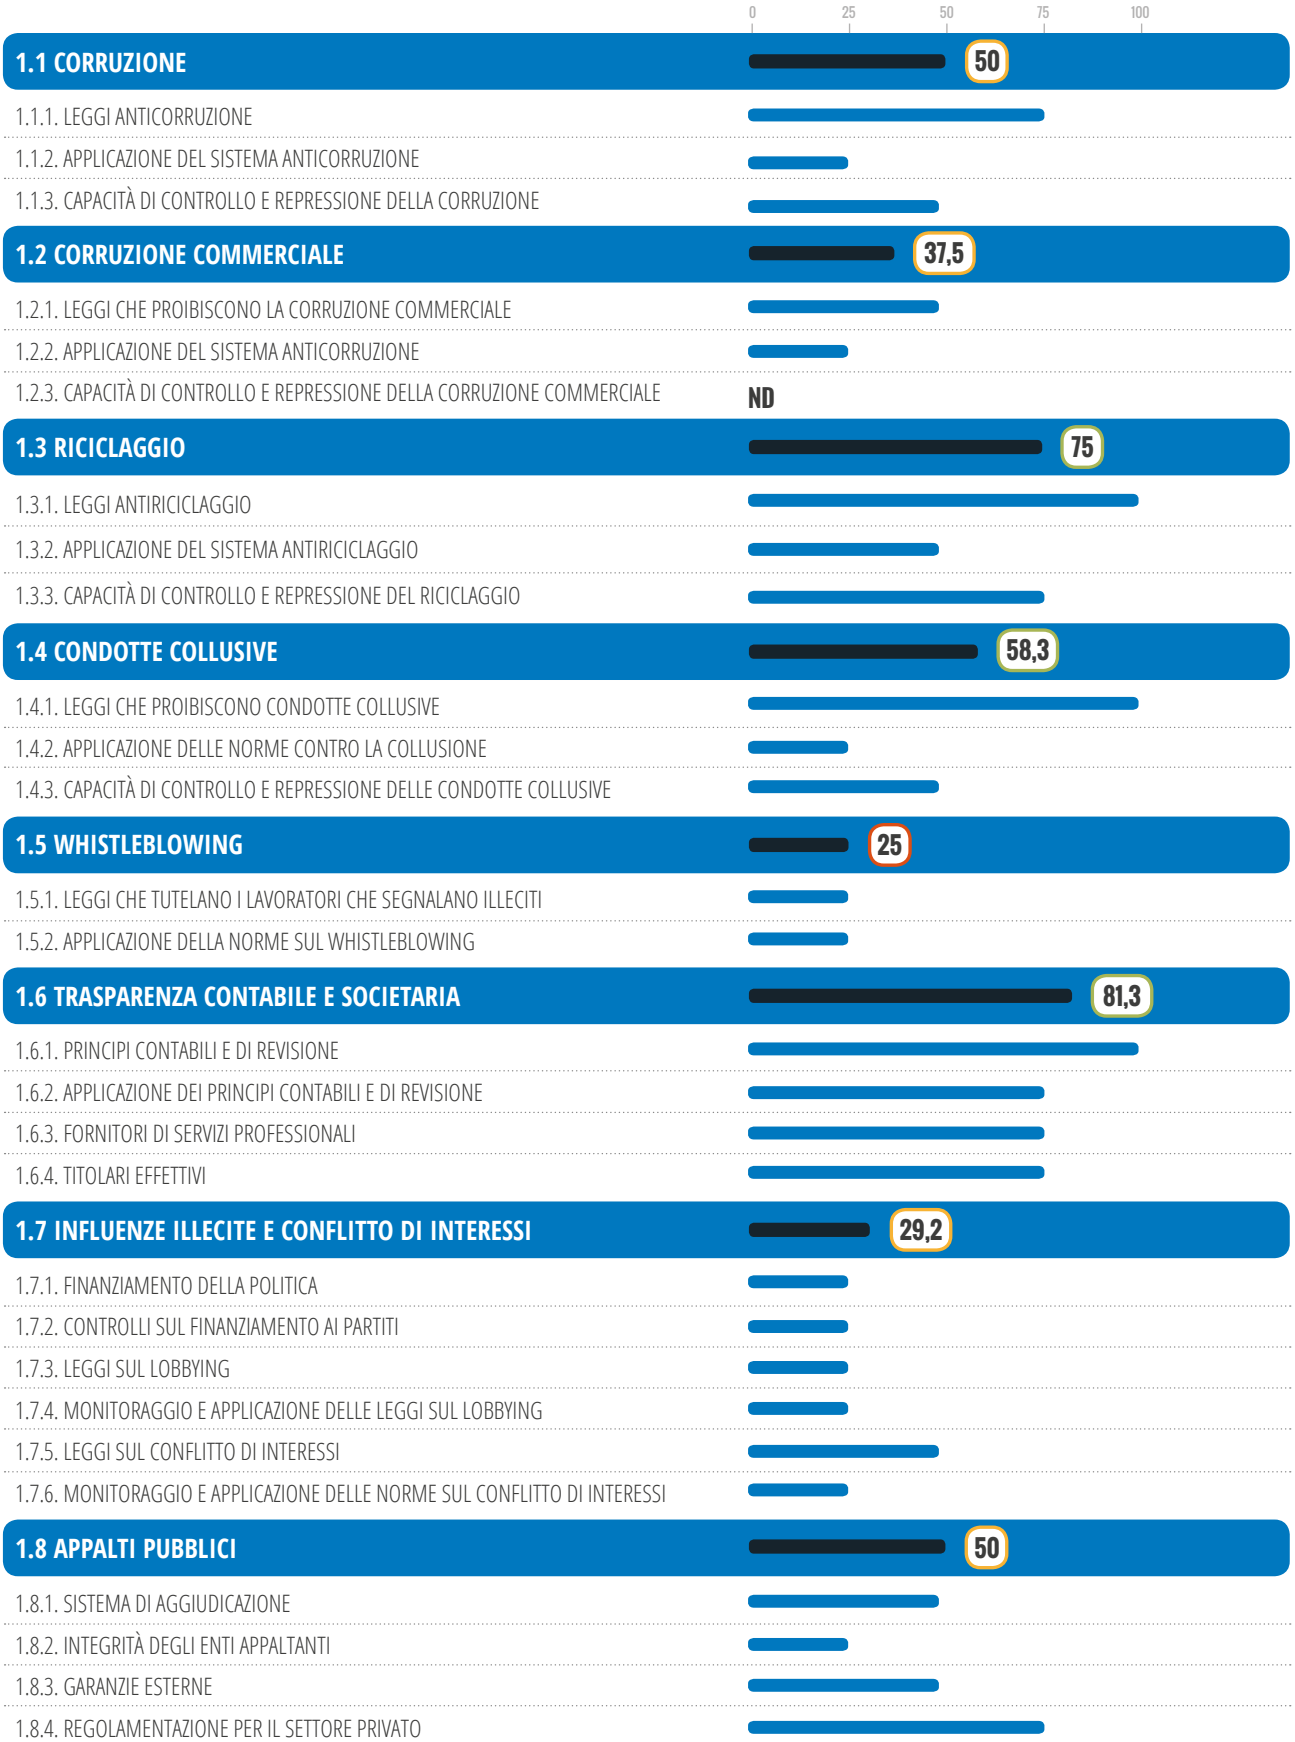 0 25 50 75 100
1.1 CORRUZIONE 50
1.1.1. LEGGI ANTICORRUZIONE
1.1.2. APPLICAZIONE DEL SISTEMA ANTICORRUZIONE
1.1.3. CAPACITÀ DI CONTROLLO E REPRESSIONE DELLA CORRUZIONE
1.2 CORRUZIONE COMMERCIALE 37,5
1.2.1. LEGGI CHE PROIBISCONO LA CORRUZIONE COMMERCIALE
1.2.2. APPLICAZIONE DEL SISTEMA ANTICORRUZIONE
1.2.3. CAPACITÀ DI CONTROLLO E REPRESSIONE DELLA CORRUZIONE COMMERCIALE ND
1.3 RICICLAGGIO 75
1.3.1. LEGGI ANTIRICICLAGGIO
1.3.2. APPLICAZIONE DEL SISTEMA ANTIRICICLAGGIO
1.3.3. CAPACITÀ DI CONTROLLO E REPRESSIONE DEL RICICLAGGIO
1.4 CONDOTTE COLLUSIVE 58,3
1.4.1. LEGGI CHE PROIBISCONO CONDOTTE COLLUSIVE
1.4.2. APPLICAZIONE DELLE NORME CONTRO LA COLLUSIONE
1.4.3. CAPACITÀ DI CONTROLLO E REPRESSIONE DELLE CONDOTTE COLLUSIVE
1.5 WHISTLEBLOWING 25
1.5.1. LEGGI CHE TUTELANO I LAVORATORI CHE SEGNALANO ILLECITI
1.5.2. APPLICAZIONE DELLA NORME SUL WHISTLEBLOWING
1.6 TRASPARENZA CONTABILE E SOCIETARIA 81,3
1.6.1. PRINCIPI CONTABILI E DI REVISIONE
1.6.2. APPLICAZIONE DEI PRINCIPI CONTABILI E DI REVISIONE
1.6.3. FORNITORI DI SERVIZI PROFESSIONALI
1.6.4. TITOLARI EFFETTIVI
1.7 INFLUENZE ILLECITE E CONFLITTO DI INTERESSI 29,2
1.7.1. FINANZIAMENTO DELLA POLITICA
1.7.2. CONTROLLI SUL FINANZIAMENTO AI PARTITI
1.7.3. LEGGI SUL LOBBYING
1.7.4. MONITORAGGIO E APPLICAZIONE DELLE LEGGI SUL LOBBYING
1.7.5. LEGGI SUL CONFLITTO DI INTERESSI
1.7.6. MONITORAGGIO E APPLICAZIONE DELLE NORME SUL CONFLITTO DI INTERESSI
1.8 APPALTI PUBBLICI 50
1.8.1. SISTEMA DI AGGIUDICAZIONE
1.8.2. INTEGRITÀ DEGLI ENTI APPALTANTI
1.8.3. GARANZIE ESTERNE
1.8.4. REGOLAMENTAZIONE PER IL SETTORE PRIVATO